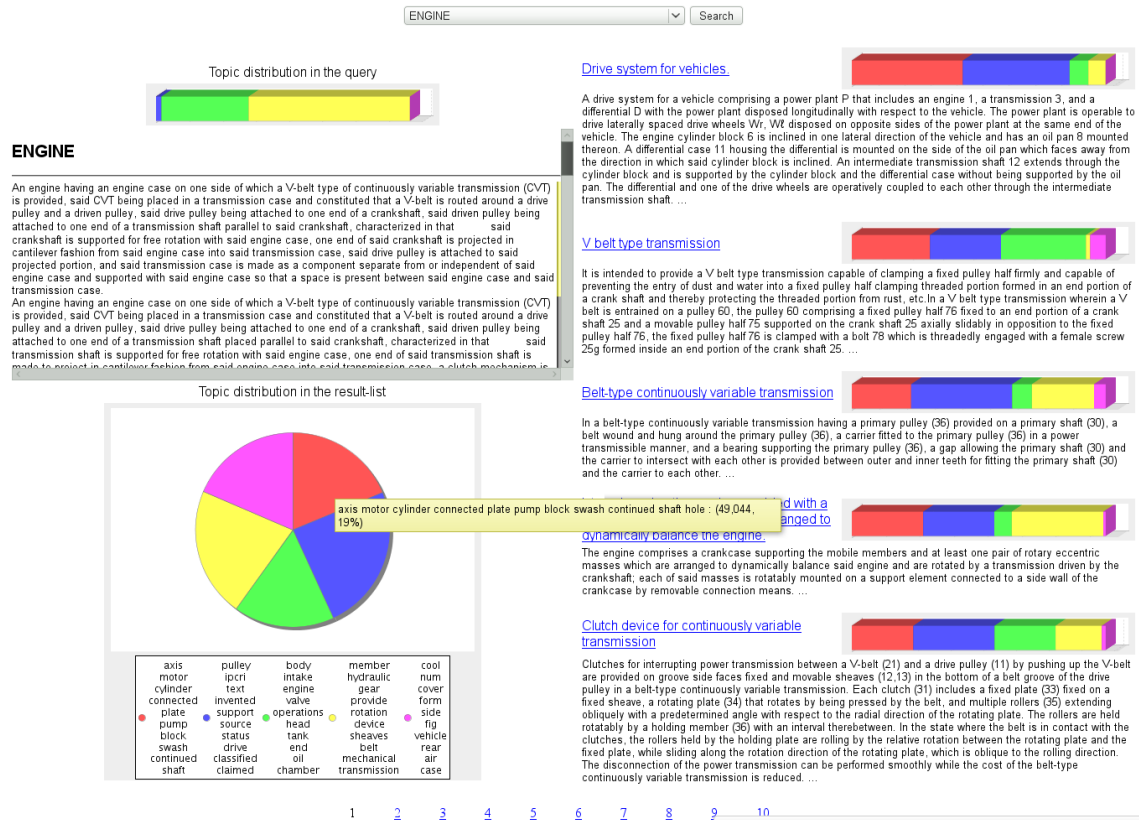 ENGINE
Search
Topic distribution in the query
ENGINE
An engine having an engine case on one side of which a V-belt type of continuously variable transmission (CVT)
is provided, said CVT being placed in a transmission case and constituted that a V-belt is routed around a drive
pulley and a driven pulley, said drive pulley being attached to one end of a crankshaft, said driven pulley being
attached to one end of a transmission shaft parallel to said crankshaft, characterized in that said
crankshaft is supported for free rotation with said engine case, one end of said crankshaft is projected in
cantilever fashion from said engine case into said transmission case, said drive pulley is attached to said
projected portion, and said transmission case is made as a component separate from or independent of said
engine case and supported with said engine case so that a space is present between said engine case and said
transmission case.
An engine having an engine case on one side of which a V-belt type of continuously variable transmission (CVT)
is provided, said CVT being placed in a transmission case and constituted that a V-belt is routed around a drive
pulley and a driven pulley, said drive pulley being attached to one end of a crankshaft, said driven pulley being
attached to one end of a transmission shaft placed parallel to said crankshaft, characterized in that said
transmission shaft is supported for free rotation with said engine case, one end of said transmission shaft is
made to project in cantilever fashion from said engine case into said transmission case, a clutch mechanism is
Topic distribution in the result-list
axis motor cylinder connected plate pump block swash continued shaft hole : (49,044,
19%)
axis pulley body member cool
motor ipcri intake hydraulic num
cylinder text engine gear cover
connected invented valve provide form
plate support operations rotation side
pump source head device fig
block status tank sheaves vehicle
swash drive end belt rear
continued classified oil mechanical air
shaft claimed chamber transmission case
Drive system for vehicles.
A drive system for a vehicle comprising a power plant P that includes an engine 1, a transmission 3, and a
differential D with the power plant disposed longitudinally with respect to the vehicle. The power plant is operable to
drive laterally spaced drive wheels Wr, Wℓ disposed on opposite sides of the power plant at the same end of the
vehicle. The engine cylinder block 6 is inclined in one lateral direction of the vehicle and has an oil pan 8 mounted
thereon. A differential case 11 housing the differential is mounted on the side of the oil pan which faces away from
the direction in which said cylinder block is inclined. An intermediate transmission shaft 12 extends through the
cylinder block and is supported by the cylinder block and the differential case without being supported by the oil
pan. The differential and one of the drive wheels are operatively coupled to each other through the intermediate
transmission shaft. ...
V belt type transmission
It is intended to provide a V belt type transmission capable of clamping a fixed pulley half firmly and capable of
preventing the entry of dust and water into a fixed pulley half clamping threaded portion formed in an end portion of
a crank shaft and thereby protecting the threaded portion from rust, etc.In a V belt type transmission wherein a V
belt is entrained on a pulley 60, the pulley 60 comprising a fixed pulley half 76 fixed to an end portion of a crank
shaft 25 and a movable pulley half 75 supported on the crank shaft 25 axially slidably in opposition to the fixed
pulley half 76, the fixed pulley half 76 is clamped with a bolt 78 which is threadedly engaged with a female screw
25g formed inside an end portion of the crank shaft 25. ...
Belt-type continuously variable transmission
In a belt-type continuously variable transmission having a primary pulley (36) provided on a primary shaft (30), a
belt wound and hung around the primary pulley (36), a carrier fitted to the primary pulley (36) in a power
transmissible manner, and a bearing supporting the primary pulley (36), a gap allowing the primary shaft (30) and
the carrier to intersect with each other is provided between outer and inner teeth for fitting the primary shaft (30)
and the carrier to each other. ...
with a
to
dynamically balance the engine.
The engine comprises a crankcase supporting the mobile members and at least one pair of rotary eccentric
masses which are arranged to dynamically balance said engine and are rotated by a transmission driven by the
crankshaft; each of said masses is rotatably mounted on a support element connected to a side wall of the
crankcase by removable connection means. ...
Clutch device for continuously variable
transmission
Clutches for interrupting power transmission between a V-belt (21) and a drive pulley (11) by pushing up the V-belt
are provided on groove side faces fixed and movable sheaves (12,13) in the bottom of a belt groove of the drive
pulley in a belt-type continuously variable transmission. Each clutch (31) includes a fixed plate (33) fixed on a
fixed sheave, a rotating plate (34) that rotates by being pressed by the belt, and multiple rollers (35) extending
obliquely with a predetermined angle with respect to the radial direction of the rotating plate. The rollers are held
rotatably by a holding member (36) with an interval therebetween. In the state where the belt is in contact with the
clutches, the rollers held by the holding plate are rolling by the relative rotation between the rotating plate and the
fixed plate, while sliding along the rotation direction of the rotating plate, which is oblique to the rolling direction.
The disconnection of the power transmission can be performed smoothly while the cost of the belt-type
continuously variable transmission is reduced. ...
1 2 3 4 5 6 7 8 9 10